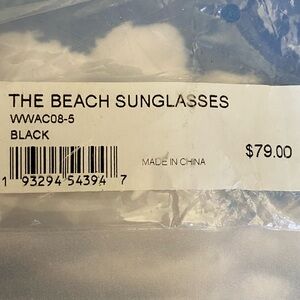 THE BEACH SUNGLASSES
WWAC08-5
BLACK
MADE IN CHINA
$79.00
1 93294 54394 7